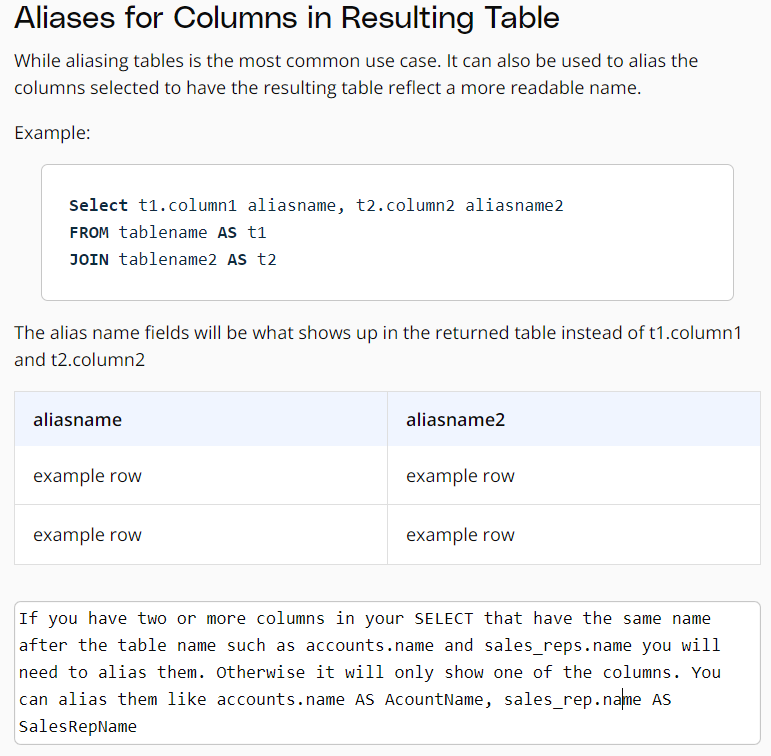 Aliases for Columns in Resulting Table
While aliasing tables is the most common use case. It can also be used to alias the
columns selected to have the resulting table reflect a more readable name.
Example:
Select t1.column1 aliasname, t2.column2 aliasname2
FROM tablename AS t1
JOIN tablename2 AS t2
The alias name fields will be what shows up in the returned table instead of t1.column1
and t2.column2
aliasname aliasname2
example row example row
example row example row
If you have two or more columns in your SELECT that have the same name
after the table name such as accounts.name and sales_reps.name you will
need to alias them. Otherwise it will only show one of the columns. You
can alias them like accounts.name AS AcountName, sales_rep.name AS
SalesRepName